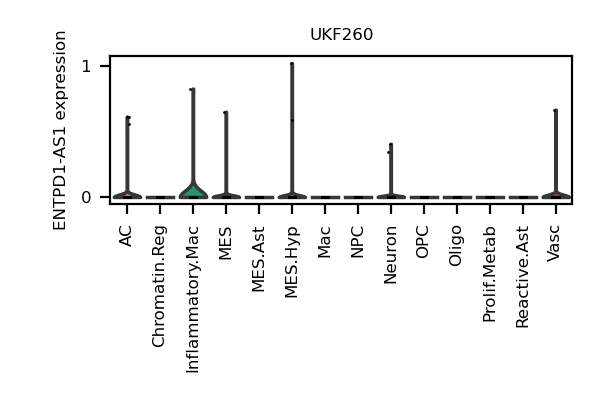 UKF260
ENTPD1-AS1 expression
1
0
AC
Chromatin.Reg
Inflammatory.Mac
MES
MES.Ast
MES.Hyp
Mac
NPC
Neuron
OPC
Oligo
Prolif.Metab
Reactive.Ast
Vasc